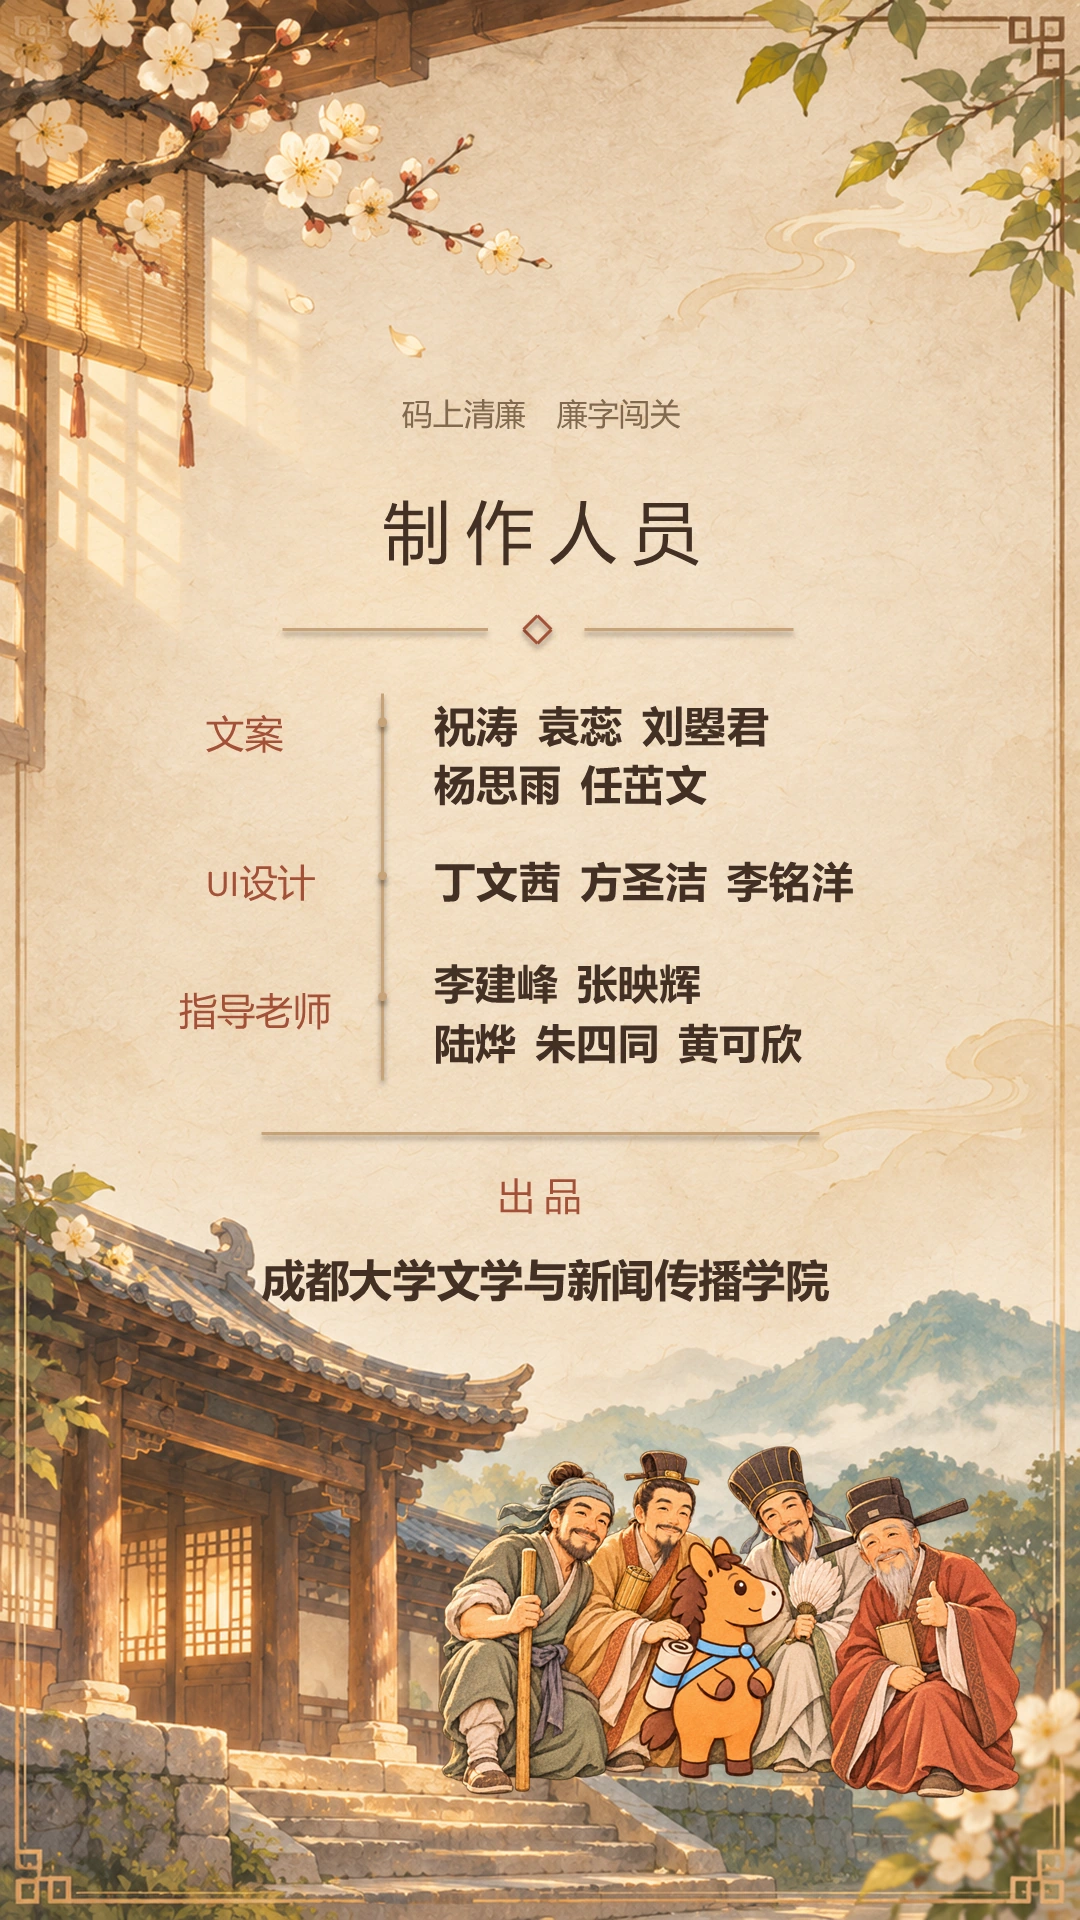 码上清廉 廉字闯关
制作人员
文案
祝涛 袁蕊 刘曌君
杨思雨 任茁文
UI设计
丁文茜 方圣洁 李铭洋
指导老师
李建峰 张映辉
陆烨 朱四同 黄可欣
出品
成都大学文学与新闻传播学院